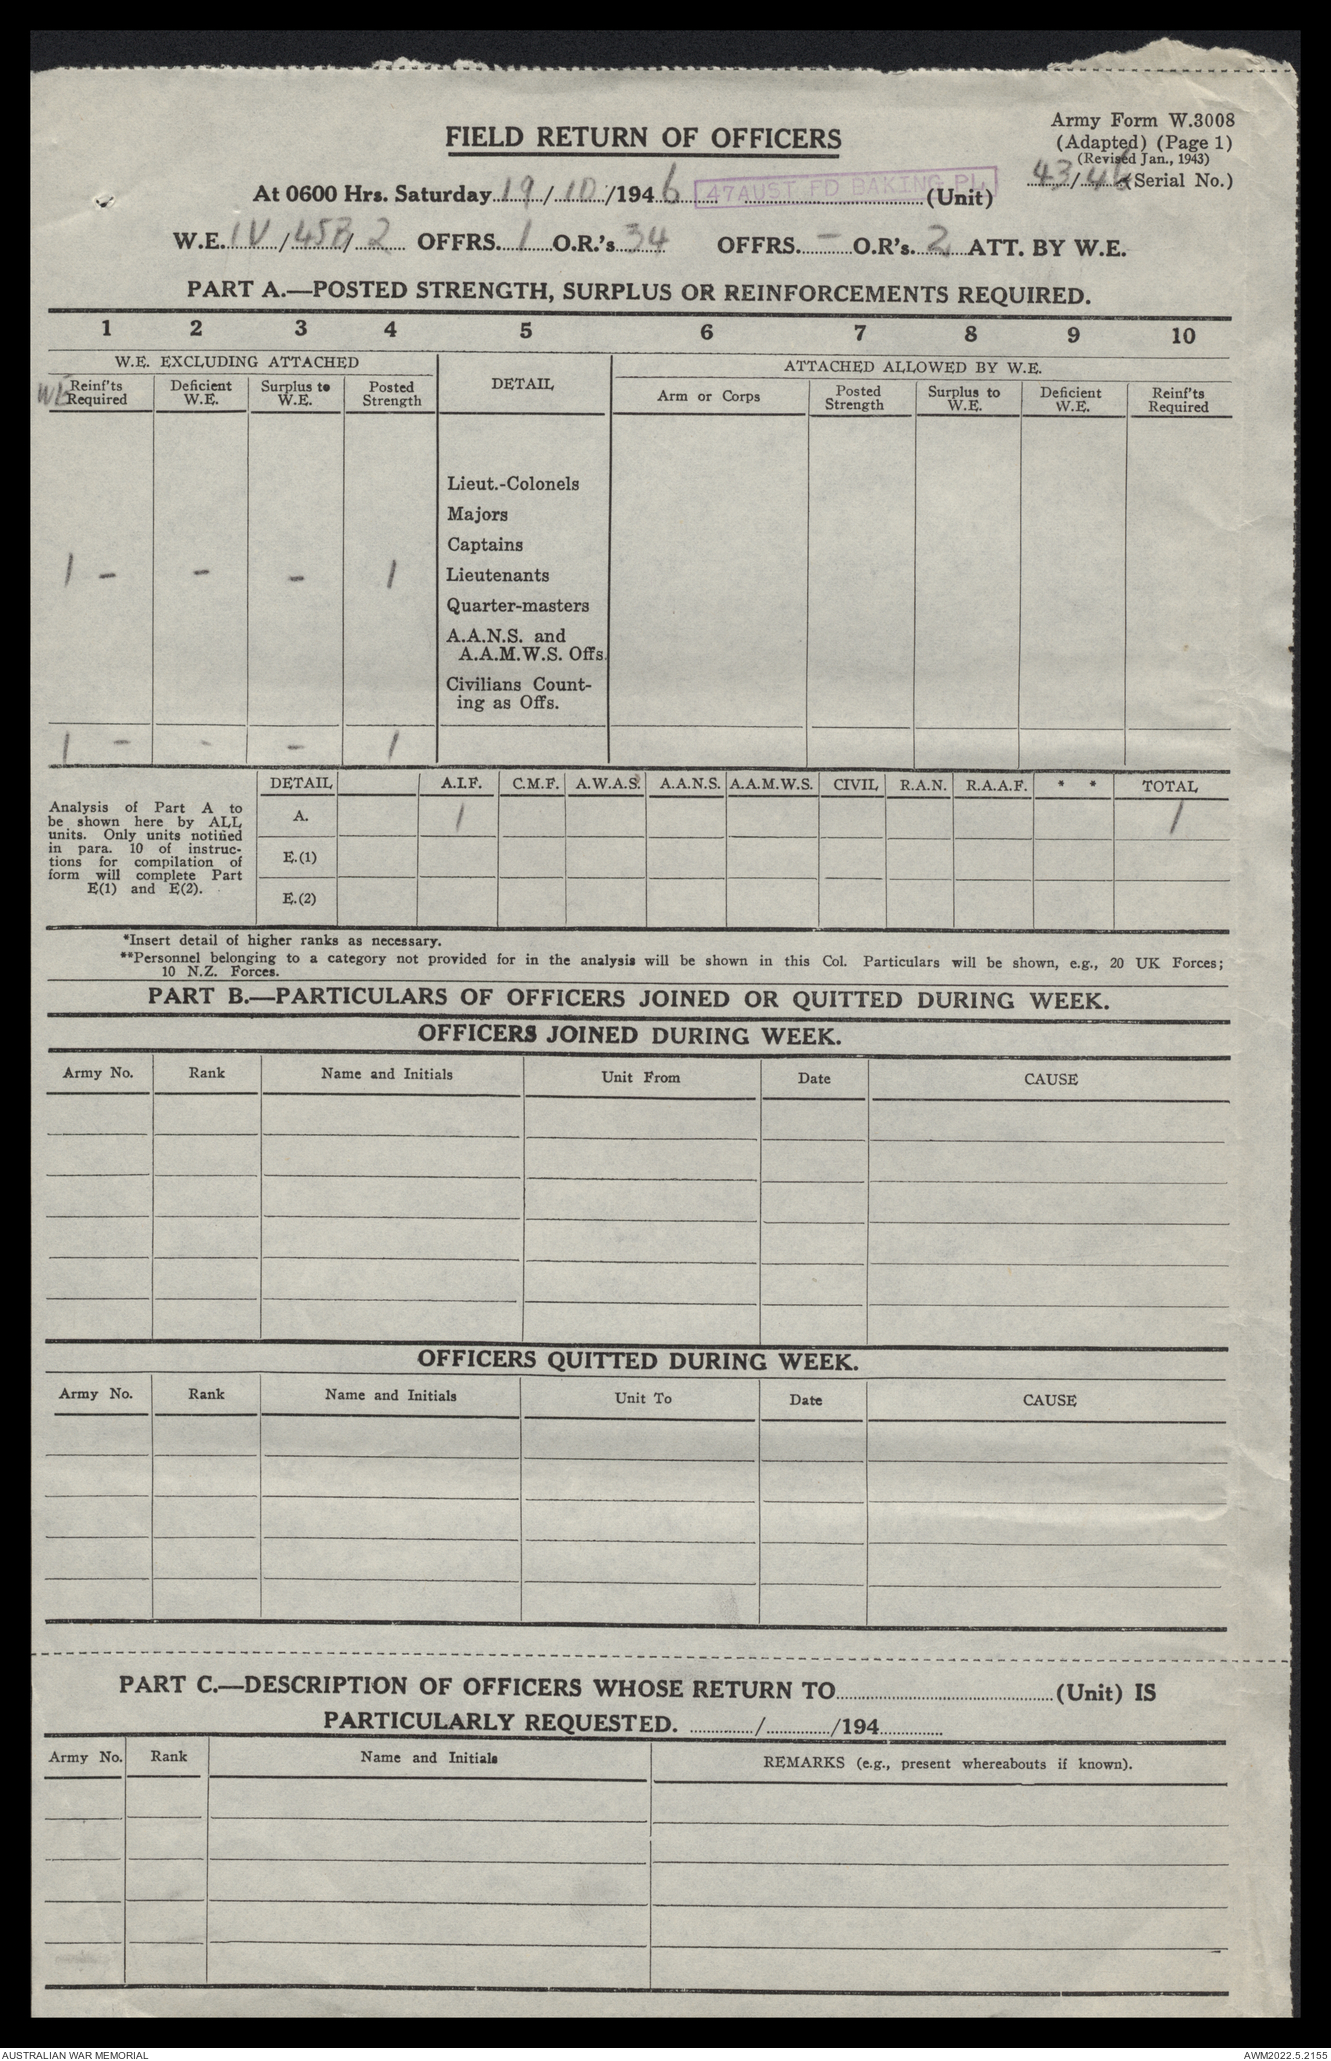 Army Form W.3008
FIELD RETURN OF OFFICERS
(Adapted) (Page 1)
(Revised Jan., 1943)
At 0600 Hrs. Saturday 19/10/1946 47 AUST FD BAKING PL (Unit) 43/46 (Serial No.)
W.E. IV/45B/2 OFFRS. 1 O.R.'s 34 OFFRS. - O.R's. 2 ATT. BY W.E.
PART A.—POSTED STRENGTH, SURPLUS OR REINFORCEMENTS REQUIRED.
1 2 3 4 5 6 7 8 9 10
W.E. EXCLUDING ATTACHED DETAIL ATTACHED ALLOWED BY W.E.
WE Reinf'ts Required Deficient W.E. Surplus to W.E. Posted Strength Arm or Corps Posted Strength Surplus to W.E. Deficient W.E. Reinf'ts Required
Lieut.-Colonels
Majors
Captains
1 - - - 1 Lieutenants
Quarter-masters
A.A.N.S. and
A.A.M.W.S. Offs.
Civilians Count-
ing as Offs.
1 - - - 1
DETAIL A.I.F. C.M.F. A.W.A.S. A.A.N.S. A.A.M.W.S. CIVIL R.A.N. R.A.A.F. * * TOTAL
Analysis of Part A to
be shown here by ALL
units. Only units notified
in para. 10 of instruc-
tions for compilation of
form will complete Part
E(1) and E(2).
A. 1 1
E.(1)
E.(2)
*Insert detail of higher ranks as necessary.
**Personnel belonging to a category not provided for in the analysis will be shown in this Col. Particulars will be shown, e.g., 20 UK Forces;
10 N.Z. Forces.
PART B.—PARTICULARS OF OFFICERS JOINED OR QUITTED DURING WEEK.
OFFICERS JOINED DURING WEEK.
Army No. Rank Name and Initials Unit From Date CAUSE
OFFICERS QUITTED DURING WEEK.
Army No. Rank Name and Initials Unit To Date CAUSE
PART C.—DESCRIPTION OF OFFICERS WHOSE RETURN TO (Unit) IS
PARTICULARLY REQUESTED. / /194
Army No. Rank Name and Initials REMARKS (e.g., present whereabouts if known).
AUSTRALIAN WAR MEMORIAL AWM2022.5.2155